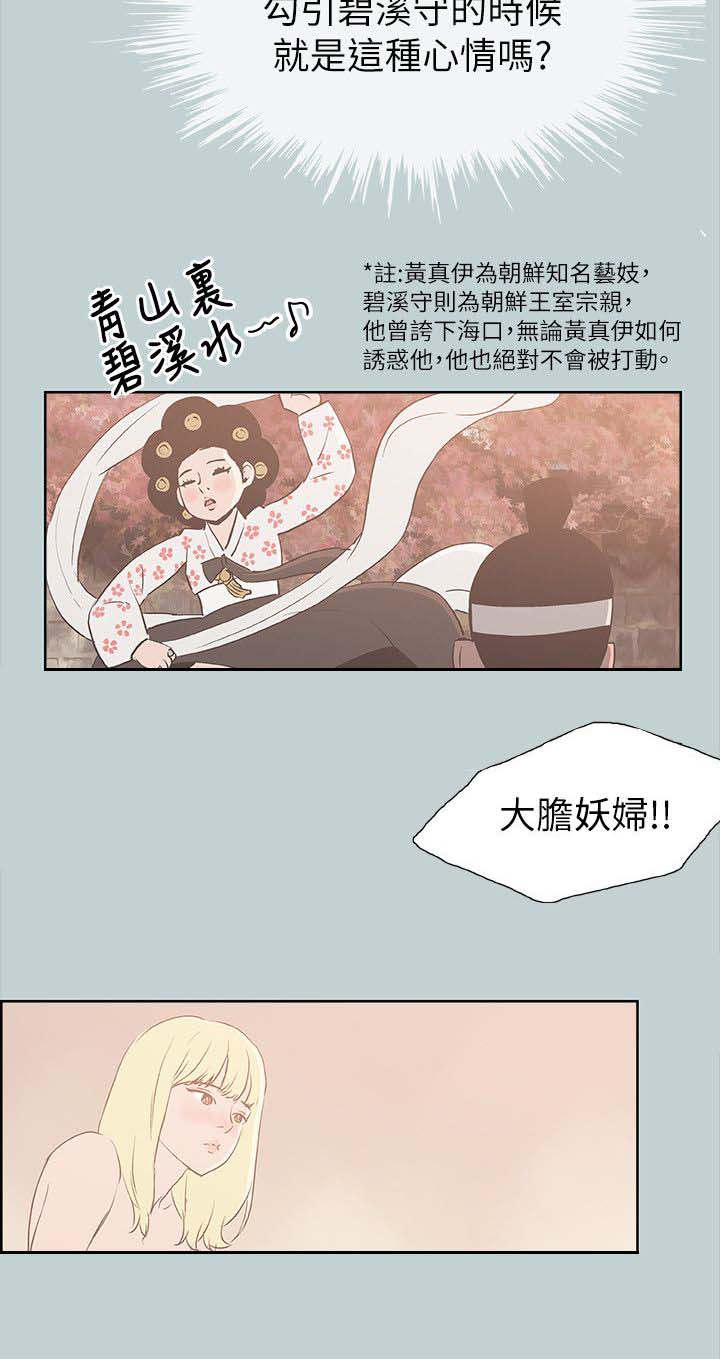 勾引碧溪守的時候
就是這種心情嗎?
*註:黃真伊為朝鮮知名藝妓,
碧溪守則為朝鮮王室宗親,
他曾誇下海口,無論黃真伊如何
誘惑他,他也絕對不會被打動。
青山裏
碧溪水~♪
大膽妖婦!!